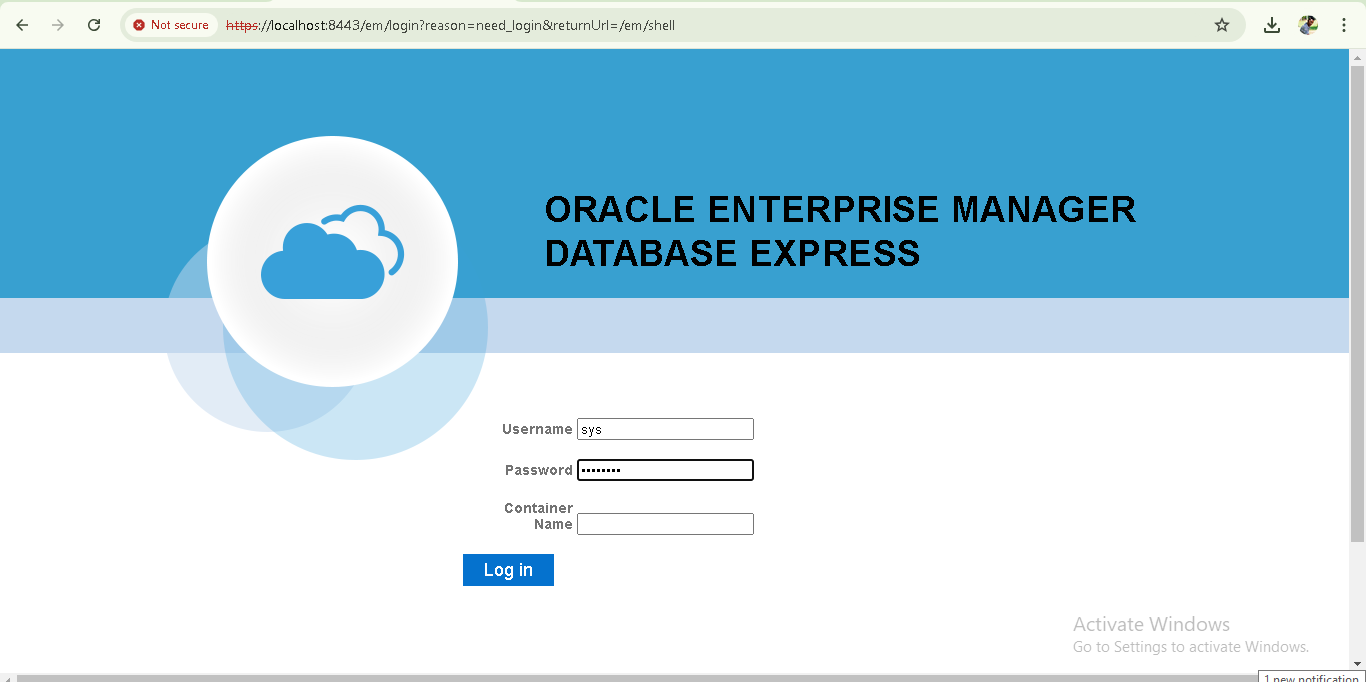 Not secure https://localhost:8443/em/login?reason=need_login&returnUrl=/em/shell
ORACLE ENTERPRISE MANAGER
DATABASE EXPRESS
Username sys
Password ••••••••
Container
Name
Log in
Activate Windows
Go to Settings to activate Windows.
1 new notification